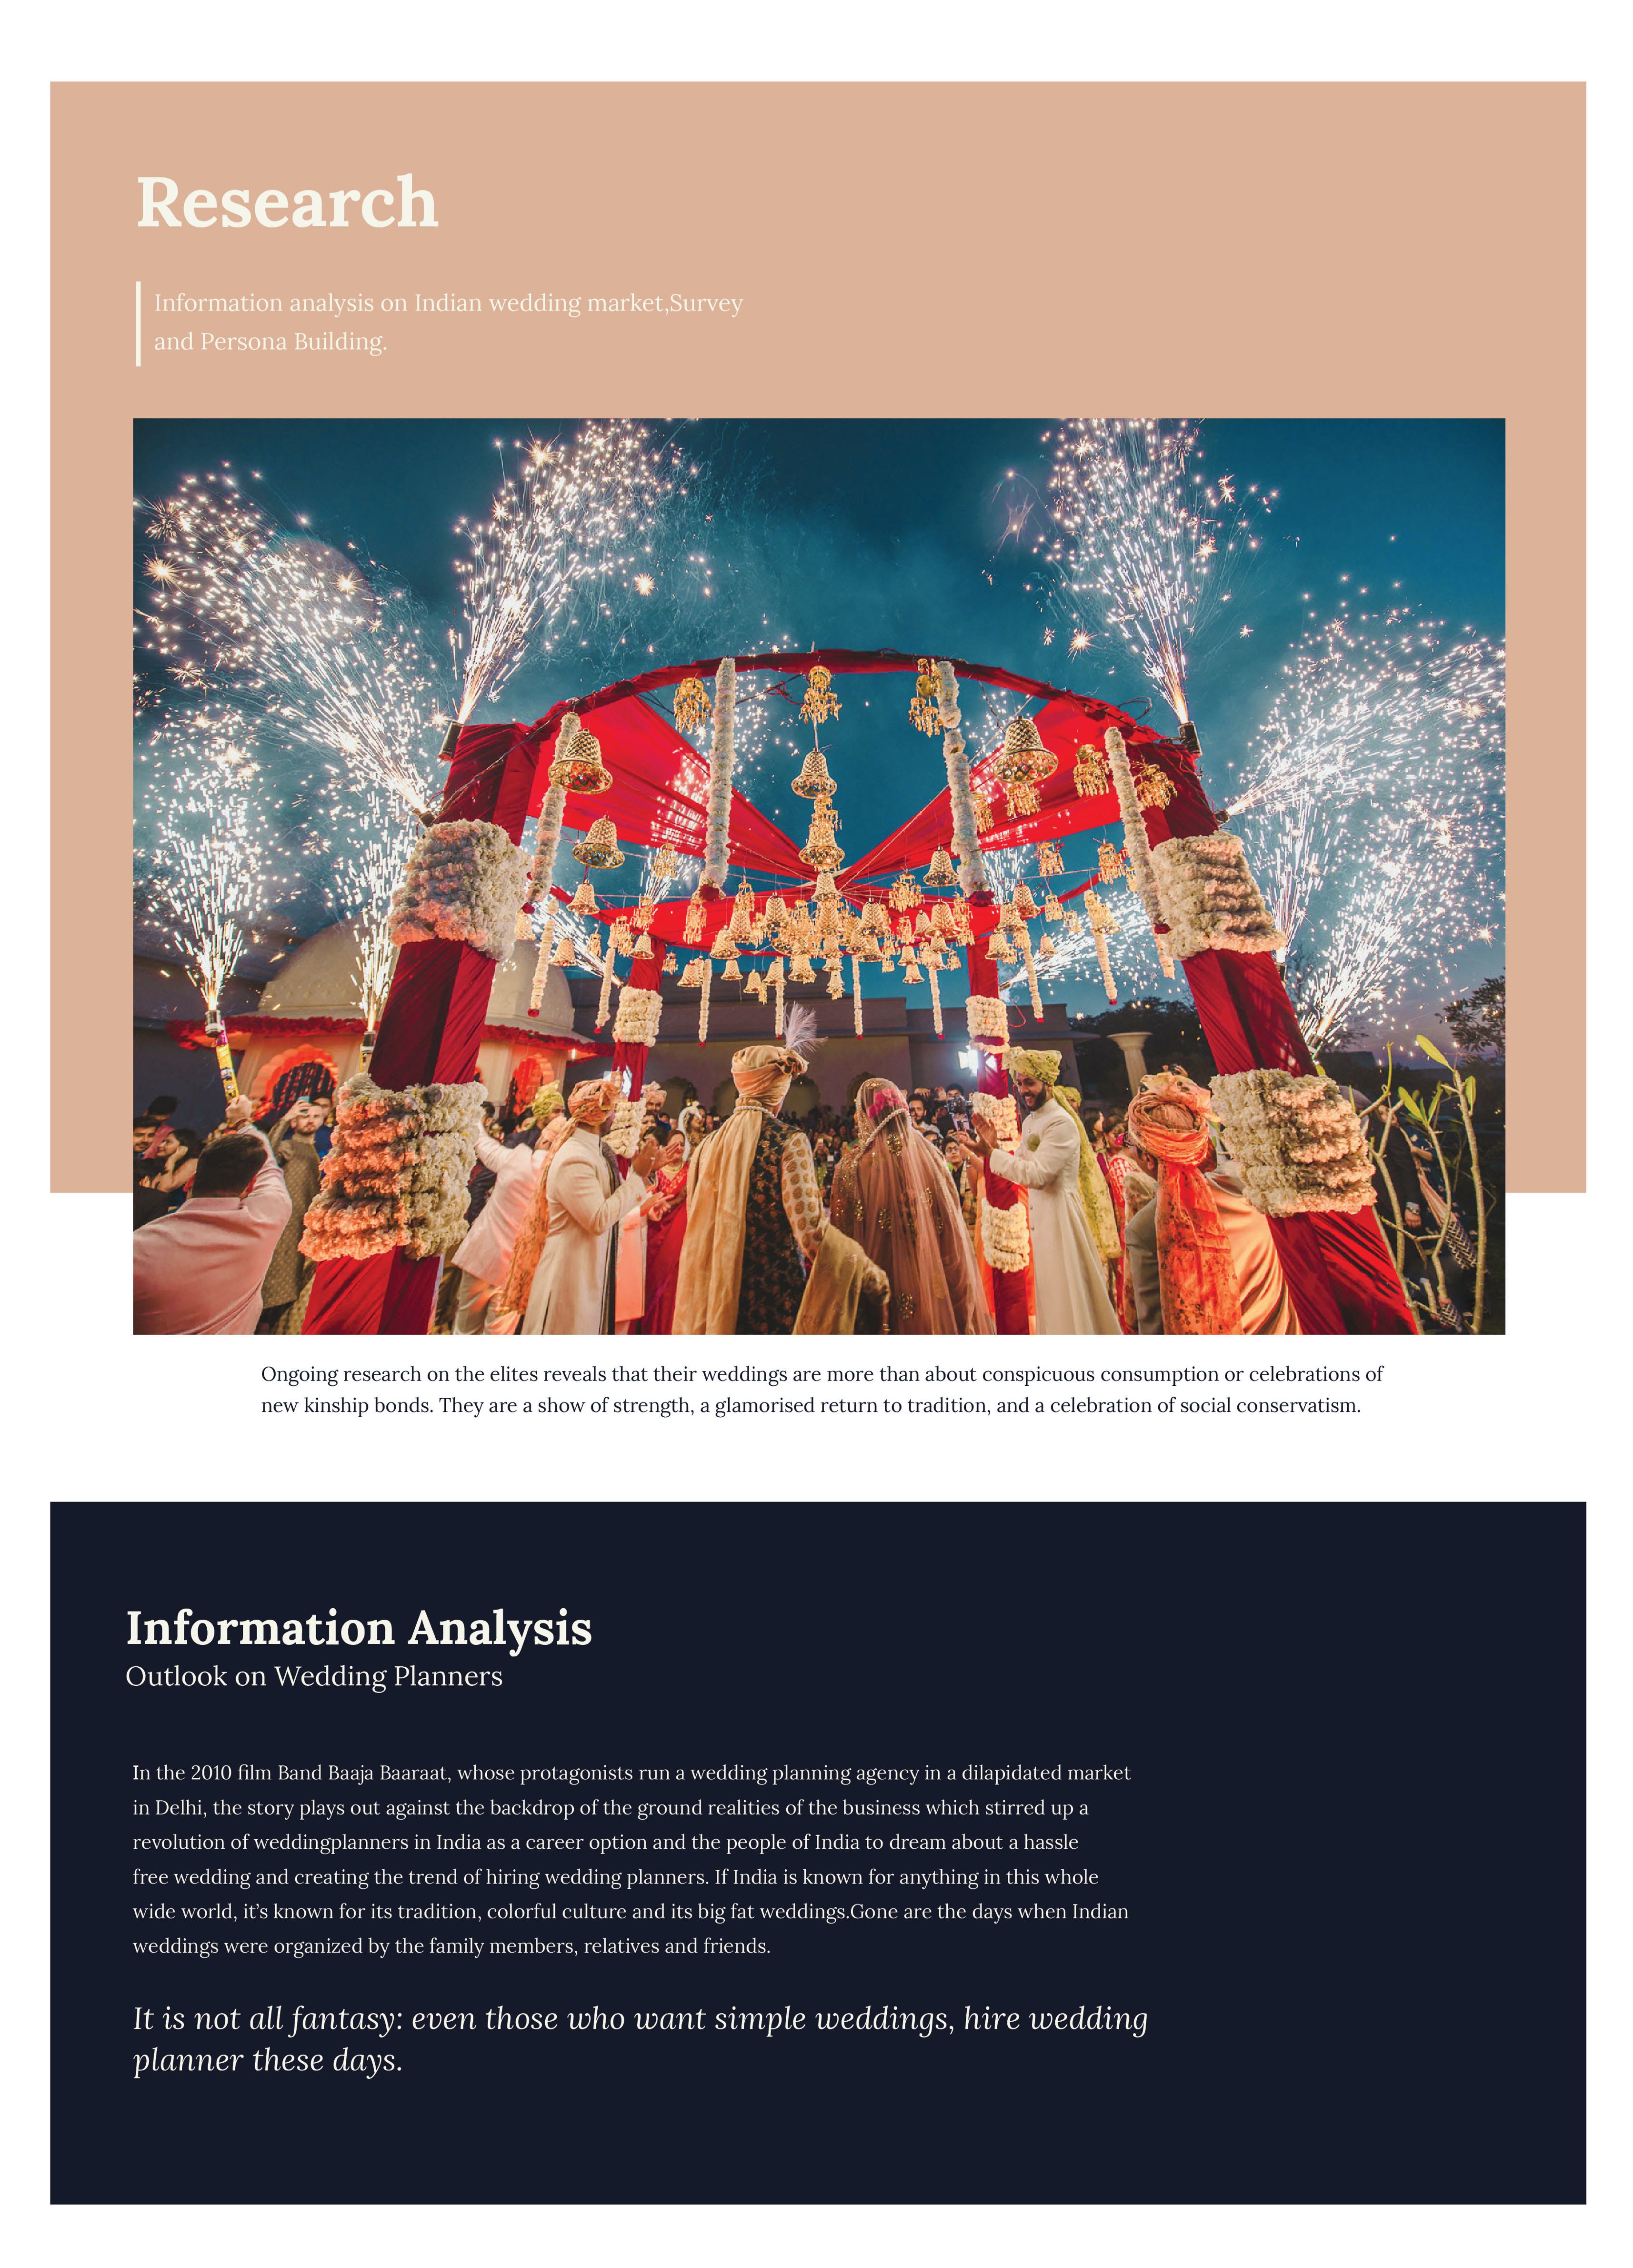 Research
Information analysis on Indian wedding market,Survey
and Persona Building.
Ongoing research on the elites reveals that their weddings are more than about conspicuous consumption or celebrations of
new kinship bonds. They are a show of strength, a glamorised return to tradition, and a celebration of social conservatism.
Information Analysis
Outlook on Wedding Planners
In the 2010 film Band Baaja Baaraat, whose protagonists run a wedding planning agency in a dilapidated market
in Delhi, the story plays out against the backdrop of the ground realities of the business which stirred up a
revolution of weddingplanners in India as a career option and the people of India to dream about a hassle
free wedding and creating the trend of hiring wedding planners. If India is known for anything in this whole
wide world, it’s known for its tradition, colorful culture and its big fat weddings.Gone are the days when Indian
weddings were organized by the family members, relatives and friends.
It is not all fantasy: even those who want simple weddings, hire wedding
planner these days.